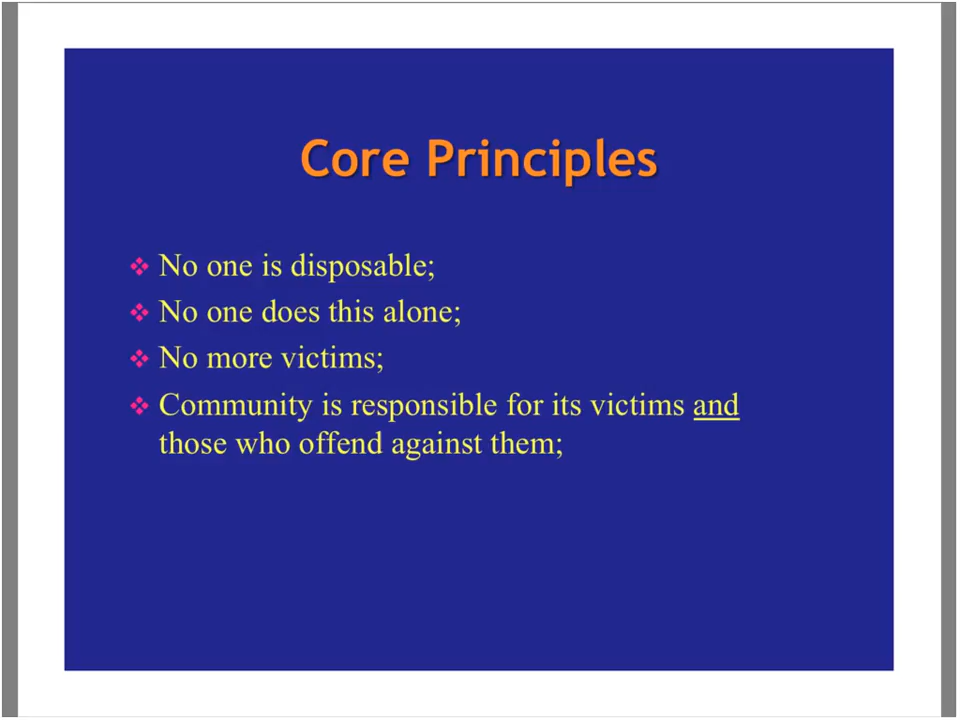 Core Principles
No one is disposable;
No one does this alone;
No more victims;
Community is responsible for its victims and
those who offend against them;